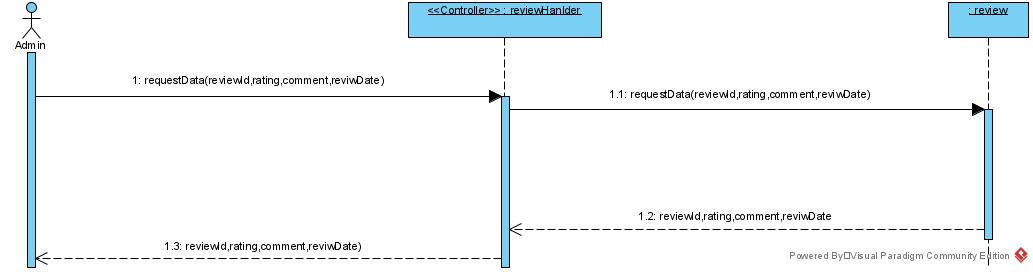 <<Controller>> : reviewHanlder
: review
Admin
1: requestData(reviewId,rating,comment,reviwDate)
1.1: requestData(reviewId,rating,comment,reviwDate)
1.2: reviewId,rating,comment,reviwDate
1.3: reviewId,rating,comment,reviwDate)
Powered By□Visual Paradigm Community Edition